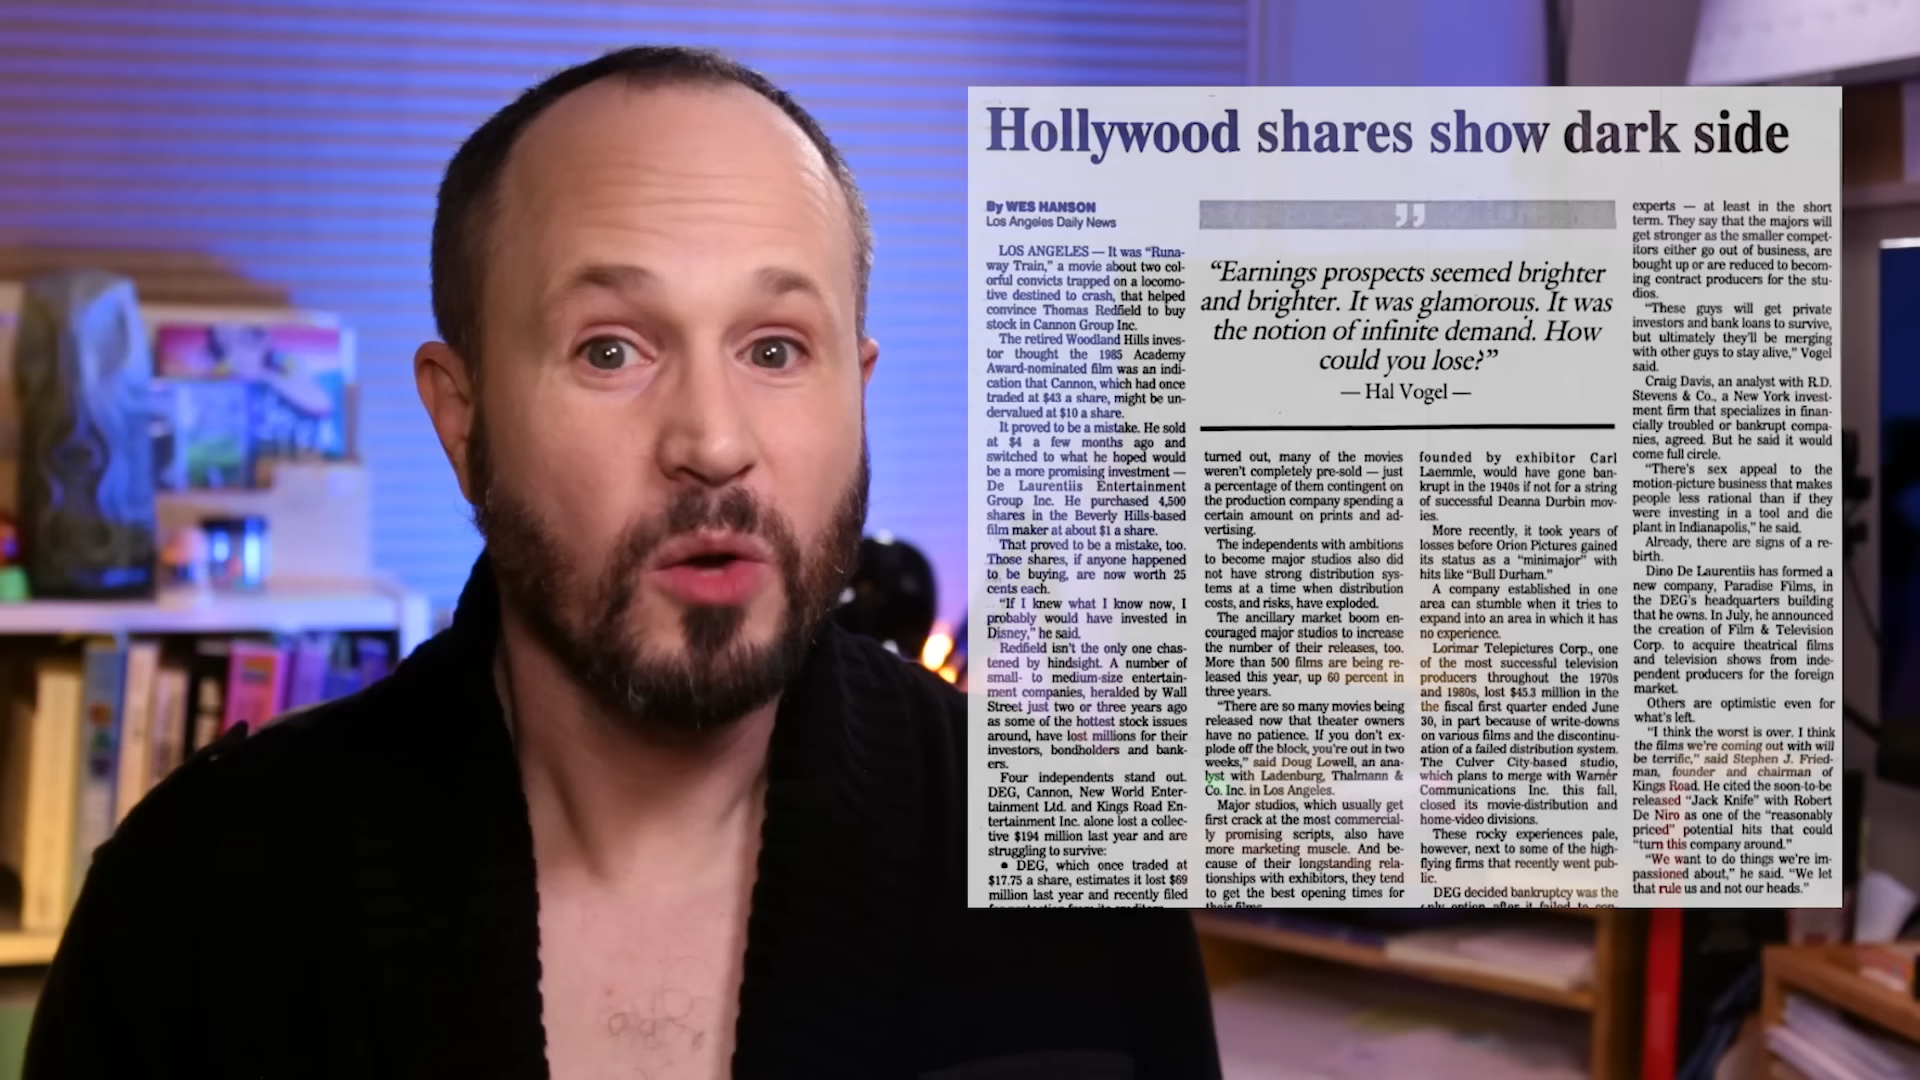 Hollywood shares show dark side
By WES HANSON
Los Angeles Daily News
LOS ANGELES — It was “Runa-
way Train,” a movie about two col-
orful convicts trapped on a locomo-
tive destined to crash, that helped
convince Thomas Redfield to buy
stock in Cannon Group Inc.
The retired Woodland Hills inves-
tor thought the 1985 Academy
Award-nominated film was an indi-
cation that Cannon, which had once
traded at $43 a share, might be un-
dervalued at $10 a share.
It proved to be a mistake. He sold
at $4 a few months ago and
switched to what he hoped would
be a more promising investment —
De Laurentiis Entertainment
Group Inc. He purchased 4,500
shares in the Beverly Hills-based
film maker at about $1 a share.
That proved to be a mistake, too.
Those shares, if anyone happened
to be buying, are now worth 25
cents each.
“If I knew what I know now, I
probably would have invested in
Disney,” he said.
Redfield isn't the only one chas-
tened by hindsight. A number of
small- to medium-size entertain-
ment companies, heralded by Wall
Street just two or three years ago
as some of the hottest stock issues
around, have lost millions for their
investors, bondholders and bank-
ers.
Four independents stand out.
DEG, Cannon, New World Enter-
tainment Ltd. and Kings Road En-
tertainment Inc. alone lost a collec-
tive $194 million last year and are
struggling to survive:
• DEG, which once traded at
$17.75 a share, estimates it lost $69
million last year and recently filed
for protection from its creditors
”
“Earnings prospects seemed brighter
and brighter. It was glamorous. It was
the notion of infinite demand. How
could you lose?”
— Hal Vogel —
turned out, many of the movies
weren't completely pre-sold — just
a percentage of them contingent on
the production company spending a
certain amount on prints and ad-
vertising.
The independents with ambitions
to become major studios also did
not have strong distribution sys-
tems at a time when distribution
costs, and risks, have exploded.
The ancillary market boom en-
couraged major studios to increase
the number of their releases, too.
More than 500 films are being re-
leased this year, up 60 percent in
three years.
“There are so many movies being
released now that theater owners
have no patience. If you don't ex-
plode off the block, you're out in two
weeks,” said Doug Lowell, an ana-
lyst with Ladenburg, Thalmann &
Co. Inc. in Los Angeles.
Major studios, which usually get
first crack at the most commercial-
ly promising scripts, also have
more marketing muscle. And be-
cause of their longstanding rela-
tionships with exhibitors, they tend
to get the best opening times for
their films.
founded by exhibitor Carl
Laemmle, would have gone ban-
krupt in the 1940s if not for a string
of successful Deanna Durbin mov-
ies.
More recently, it took years of
losses before Orion Pictures gained
its status as a “minimajor” with
hits like “Bull Durham.”
A company established in one
area can stumble when it tries to
expand into an area in which it has
no experience.
Lorimar Telepictures Corp., one
of the most successful television
producers throughout the 1970s
and 1980s, lost $45.3 million in the
the fiscal first quarter ended June
30, in part because of write-downs
on various films and the discontinu-
ation of a failed distribution system.
The Culver City-based studio,
which plans to merge with Warner
Communications Inc. this fall,
closed its movie-distribution and
home-video divisions.
These rocky experiences pale,
however, next to some of the high-
flying firms that recently went pub-
lic.
DEG decided bankruptcy was the
only option after it failed to con-
experts — at least in the short
term. They say that the majors will
get stronger as the smaller compet-
itors either go out of business, are
bought up or are reduced to becom-
ing contract producers for the stu-
dios.
“These guys will get private
investors and bank loans to survive,
but ultimately they'll be merging
with other guys to stay alive,” Vogel
said.
Craig Davis, an analyst with R.D.
Stevens & Co., a New York invest-
ment firm that specializes in finan-
cially troubled or bankrupt compa-
nies, agreed. But he said it would
come full circle.
“There's sex appeal to the
motion-picture business that makes
people less rational than if they
were investing in a tool and die
plant in Indianapolis,” he said.
Already, there are signs of a re-
birth.
Dino De Laurentiis has formed a
new company, Paradise Films, in
the DEG's headquarters building
that he owns. In July, he announced
the creation of Film & Television
Corp. to acquire theatrical films
and television shows from inde-
pendent producers for the foreign
market.
Others are optimistic even for
what's left.
“I think the worst is over. I think
the films we're coming out with will
be terrific,” said Stephen J. Fried-
man, founder and chairman of
Kings Road. He cited the soon-to-be
released “Jack Knife” with Robert
De Niro as one of the “reasonably
priced” potential hits that could
“turn this company around.”
“We want to do things we're im-
passioned about,” he said. “We let
that rule us and not our heads.”